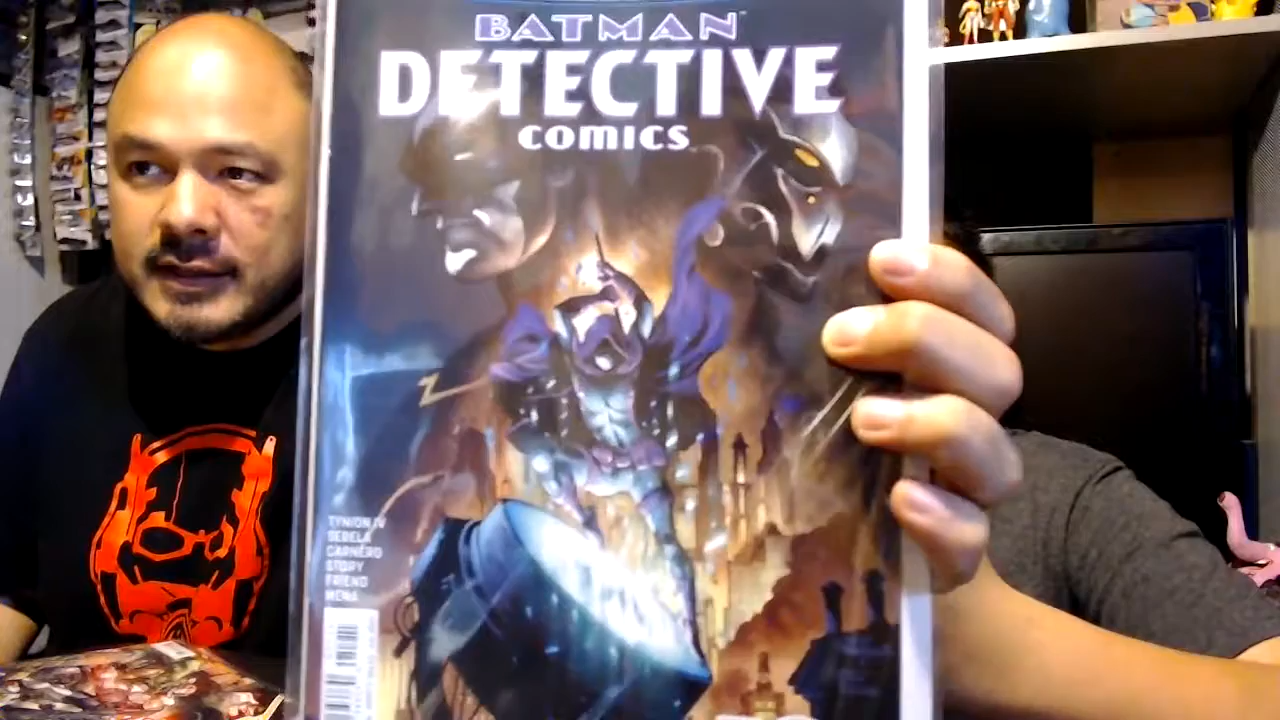 BATMAN
DETECTIVE
COMICS
TYNION IV
SEBELA
CARNERO
STORY
FRIEND
MENA